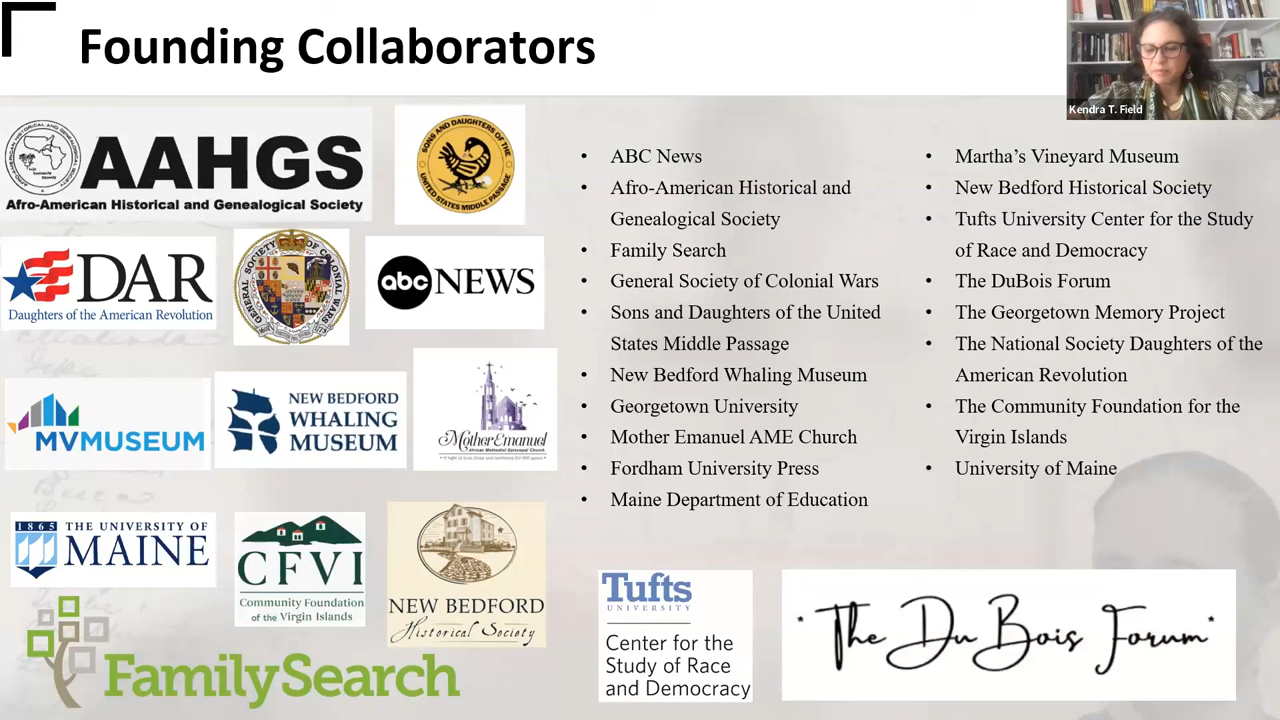 Founding Collaborators
Kendra T. Field
AAHGS
Afro-American Historical and Genealogical Society
SONS AND DAUGHTERS OF THE
UNITED STATES MIDDLE PASSAGE
DAR
Daughters of the American Revolution
GENERAL SOCIETY OF COLONIAL WARS
abc NEWS
MVMUSEUM
NEW BEDFORD
WHALING
MUSEUM
Mother Emanuel
African Methodist Episcopal Church
1865 THE UNIVERSITY OF
MAINE
CFVI
Community Foundation
of the Virgin Islands
NEW BEDFORD
Historical Society
FamilySearch
• ABC News
• Afro-American Historical and
Genealogical Society
• Family Search
• General Society of Colonial Wars
• Sons and Daughters of the United
States Middle Passage
• New Bedford Whaling Museum
• Georgetown University
• Mother Emanuel AME Church
• Fordham University Press
• Maine Department of Education
• Martha’s Vineyard Museum
• New Bedford Historical Society
• Tufts University Center for the Study
of Race and Democracy
• The DuBois Forum
• The Georgetown Memory Project
• The National Society Daughters of the
American Revolution
• The Community Foundation for the
Virgin Islands
• University of Maine
Tufts
UNIVERSITY
Center for the
Study of Race
and Democracy
"The Du Bois Forum"